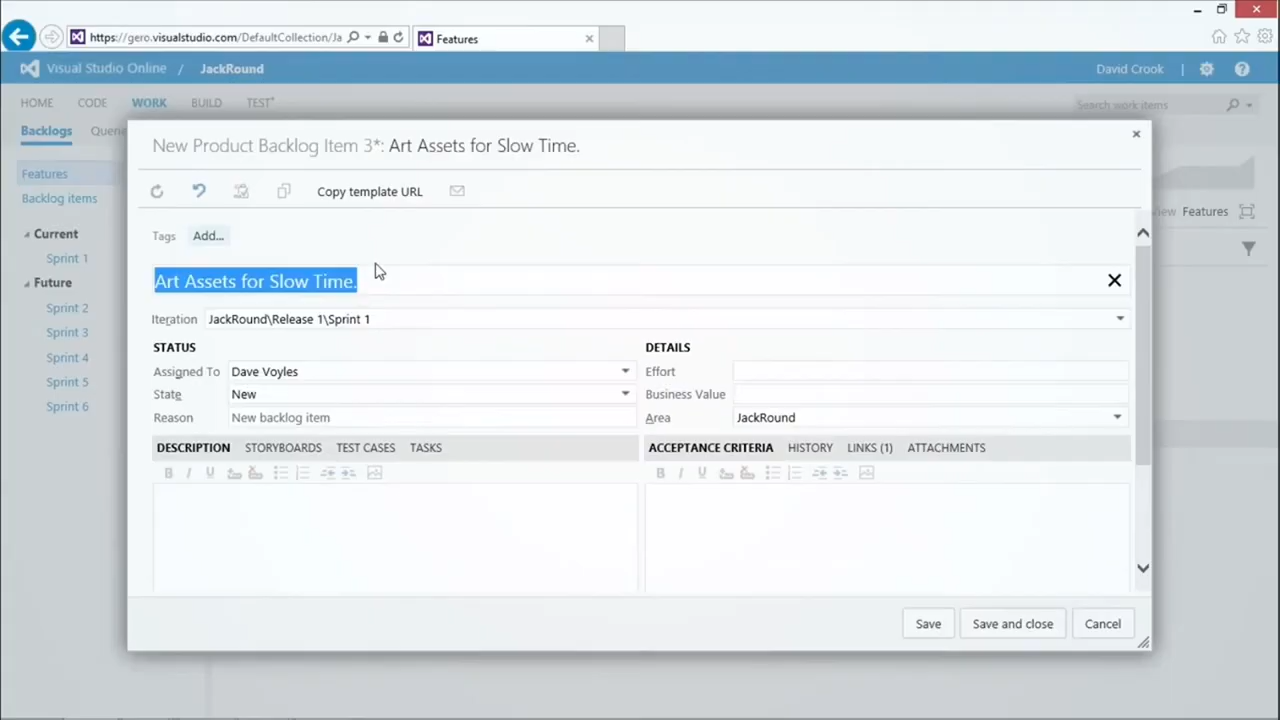 https://gero.visualstudio.com/DefaultCollection/Ja
Features
Visual Studio Online / JackRound
David Crook
HOME CODE WORK BUILD TEST*
Search work items
Backlogs Querie
New Product Backlog Item 3*: Art Assets for Slow Time.
Features
Copy template URL
Backlog items
View Features
Current
Tags Add...
Sprint 1
Art Assets for Slow Time.
Future
Sprint 2
Iteration JackRound\Release 1\Sprint 1
Sprint 3
STATUS DETAILS
Sprint 4
Assigned To Dave Voyles Effort
Sprint 5
State New Business Value
Sprint 6
Reason New backlog item Area JackRound
DESCRIPTION STORYBOARDS TEST CASES TASKS ACCEPTANCE CRITERIA HISTORY LINKS (1) ATTACHMENTS
B I U B I U
Save Save and close Cancel